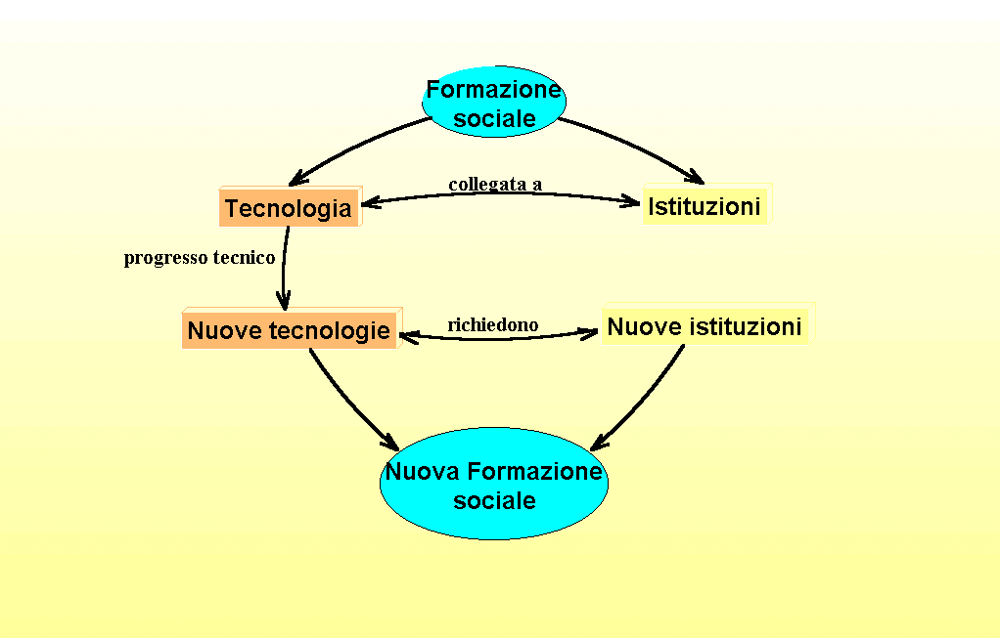 Formazione
sociale
collegata a
Tecnologia
Istituzioni
progresso tecnico
richiedono
Nuove tecnologie
Nuove istituzioni
Nuova Formazione
sociale